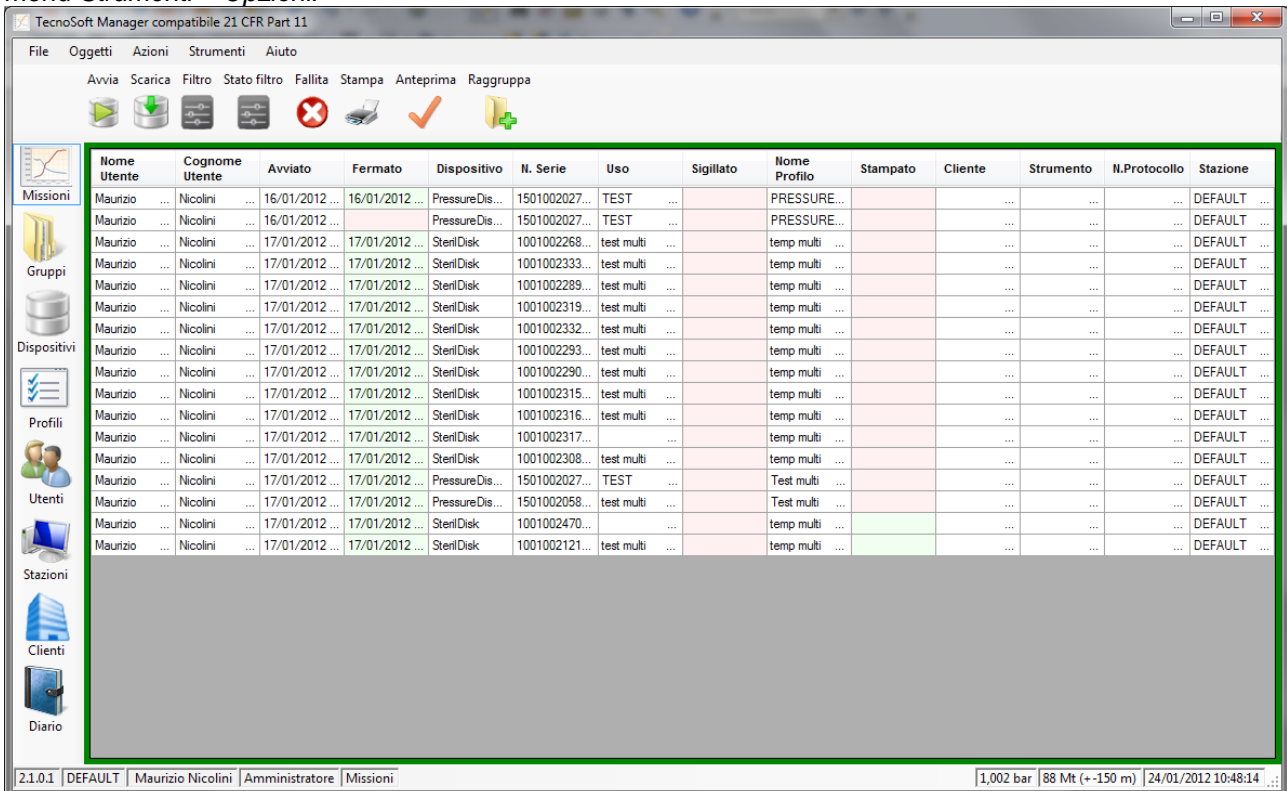 menu Strumenti – Opzioni.
TecnoSoft Manager compatibile 21 CFR Part 11
File Oggetti Azioni Strumenti Aiuto
Avvia Scarica Filtro Stato filtro Fallita Stampa Anteprima Raggruppa
Missioni
Gruppi
Dispositivi
Profili
Utenti
Stazioni
Clienti
Diario
Nome Utente Cognome Utente Avviato Fermato Dispositivo N. Serie Uso Sigillato Nome Profilo Stampato Cliente Strumento N.Protocollo Stazione
Maurizio ... Nicolini ... 16/01/2012 ... 16/01/2012 ... PressureDis... 1501002027... TEST ... PRESSURE... ... ... ... DEFAULT ...
Maurizio ... Nicolini ... 16/01/2012 ... PressureDis... 1501002027... TEST ... PRESSURE... ... ... ... DEFAULT ...
Maurizio ... Nicolini ... 17/01/2012 ... 17/01/2012 ... SterilDisk 1001002268... test multi ... temp multi ... ... ... ... DEFAULT ...
Maurizio ... Nicolini ... 17/01/2012 ... 17/01/2012 ... SterilDisk 1001002333... test multi ... temp multi ... ... ... ... DEFAULT ...
Maurizio ... Nicolini ... 17/01/2012 ... 17/01/2012 ... SterilDisk 1001002289... test multi ... temp multi ... ... ... ... DEFAULT ...
Maurizio ... Nicolini ... 17/01/2012 ... 17/01/2012 ... SterilDisk 1001002319... test multi ... temp multi ... ... ... ... DEFAULT ...
Maurizio ... Nicolini ... 17/01/2012 ... 17/01/2012 ... SterilDisk 1001002332... test multi ... temp multi ... ... ... ... DEFAULT ...
Maurizio ... Nicolini ... 17/01/2012 ... 17/01/2012 ... SterilDisk 1001002293... test multi ... temp multi ... ... ... ... DEFAULT ...
Maurizio ... Nicolini ... 17/01/2012 ... 17/01/2012 ... SterilDisk 1001002290... test multi ... temp multi ... ... ... ... DEFAULT ...
Maurizio ... Nicolini ... 17/01/2012 ... 17/01/2012 ... SterilDisk 1001002315... test multi ... temp multi ... ... ... ... DEFAULT ...
Maurizio ... Nicolini ... 17/01/2012 ... 17/01/2012 ... SterilDisk 1001002316... test multi ... temp multi ... ... ... ... DEFAULT ...
Maurizio ... Nicolini ... 17/01/2012 ... 17/01/2012 ... SterilDisk 1001002317... ... temp multi ... ... ... ... DEFAULT ...
Maurizio ... Nicolini ... 17/01/2012 ... 17/01/2012 ... SterilDisk 1001002308... test multi ... temp multi ... ... ... ... DEFAULT ...
Maurizio ... Nicolini ... 17/01/2012 ... 17/01/2012 ... PressureDis... 1501002027... TEST ... Test multi ... ... ... ... DEFAULT ...
Maurizio ... Nicolini ... 17/01/2012 ... 17/01/2012 ... PressureDis... 1501002058... test multi ... Test multi ... ... ... ... DEFAULT ...
Maurizio ... Nicolini ... 17/01/2012 ... 17/01/2012 ... SterilDisk 1001002470... ... temp multi ... ... ... ... DEFAULT ...
Maurizio ... Nicolini ... 17/01/2012 ... 17/01/2012 ... SterilDisk 1001002121... test multi ... temp multi ... ... ... ... DEFAULT ...
2.1.0.1 DEFAULT Maurizio Nicolini Amministratore Missioni 1,002 bar 88 Mt (+-150 m) 24/01/2012 10:48:14